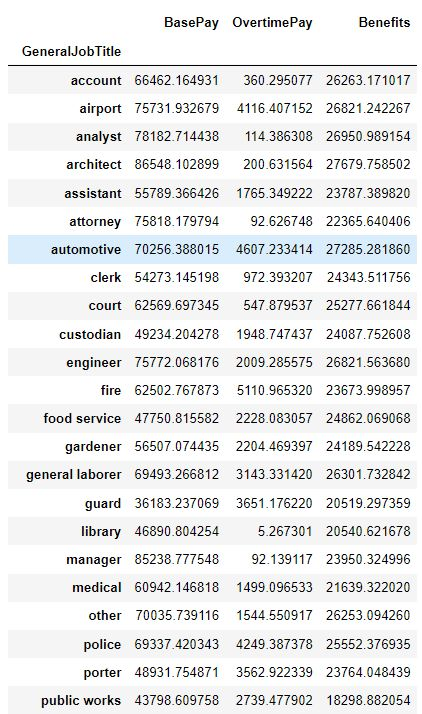 BasePay OvertimePay Benefits
GeneralJobTitle
account 66462.164931 360.295077 26263.171017
airport 75731.932679 4116.407152 26821.242267
analyst 78182.714438 114.386308 26950.989154
architect 86548.102899 200.631564 27679.758502
assistant 55789.366426 1765.349222 23787.389820
attorney 75818.179794 92.626748 22365.640406
automotive 70256.388015 4607.233414 27285.281860
clerk 54273.145198 972.393207 24343.511756
court 62569.697345 547.879537 25277.661844
custodian 49234.204278 1948.747437 24087.752608
engineer 75772.068176 2009.285575 26821.563680
fire 62502.767873 5110.965320 23673.998957
food service 47750.815582 2228.083057 24862.069068
gardener 56507.074435 2204.469397 24189.542228
general laborer 69493.266812 3143.331420 26301.732842
guard 36183.237069 3651.176220 20519.297359
library 46890.804254 5.267301 20540.621678
manager 85238.777548 92.139117 23950.324996
medical 60942.146818 1499.096533 21639.322020
other 70035.739116 1544.550917 26253.094260
police 69337.420343 4249.387378 25552.376935
porter 48931.754871 3562.922339 23764.048439
public works 43798.609758 2739.477902 18298.882054